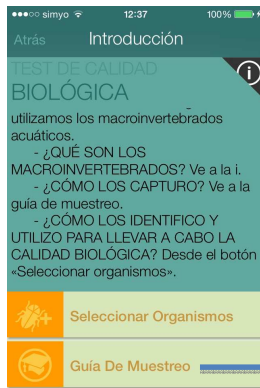 simyo 12:37 100%
Atrás Introducción
TEST DE CALIDAD
BIOLÓGICA
utilizamos los macroinvertebrados
acuáticos.
- ¿QUÉ SON LOS
MACROINVERTEBRADOS? Ve a la i.
- ¿CÓMO LOS CAPTURO? Ve a la
guía de muestreo.
- ¿CÓMO LOS IDENTIFICO Y
UTILIZO PARA LLEVAR A CABO LA
CALIDAD BIOLÓGICA? Desde el botón
«Seleccionar organismos».
Seleccionar Organismos
Guía De Muestreo